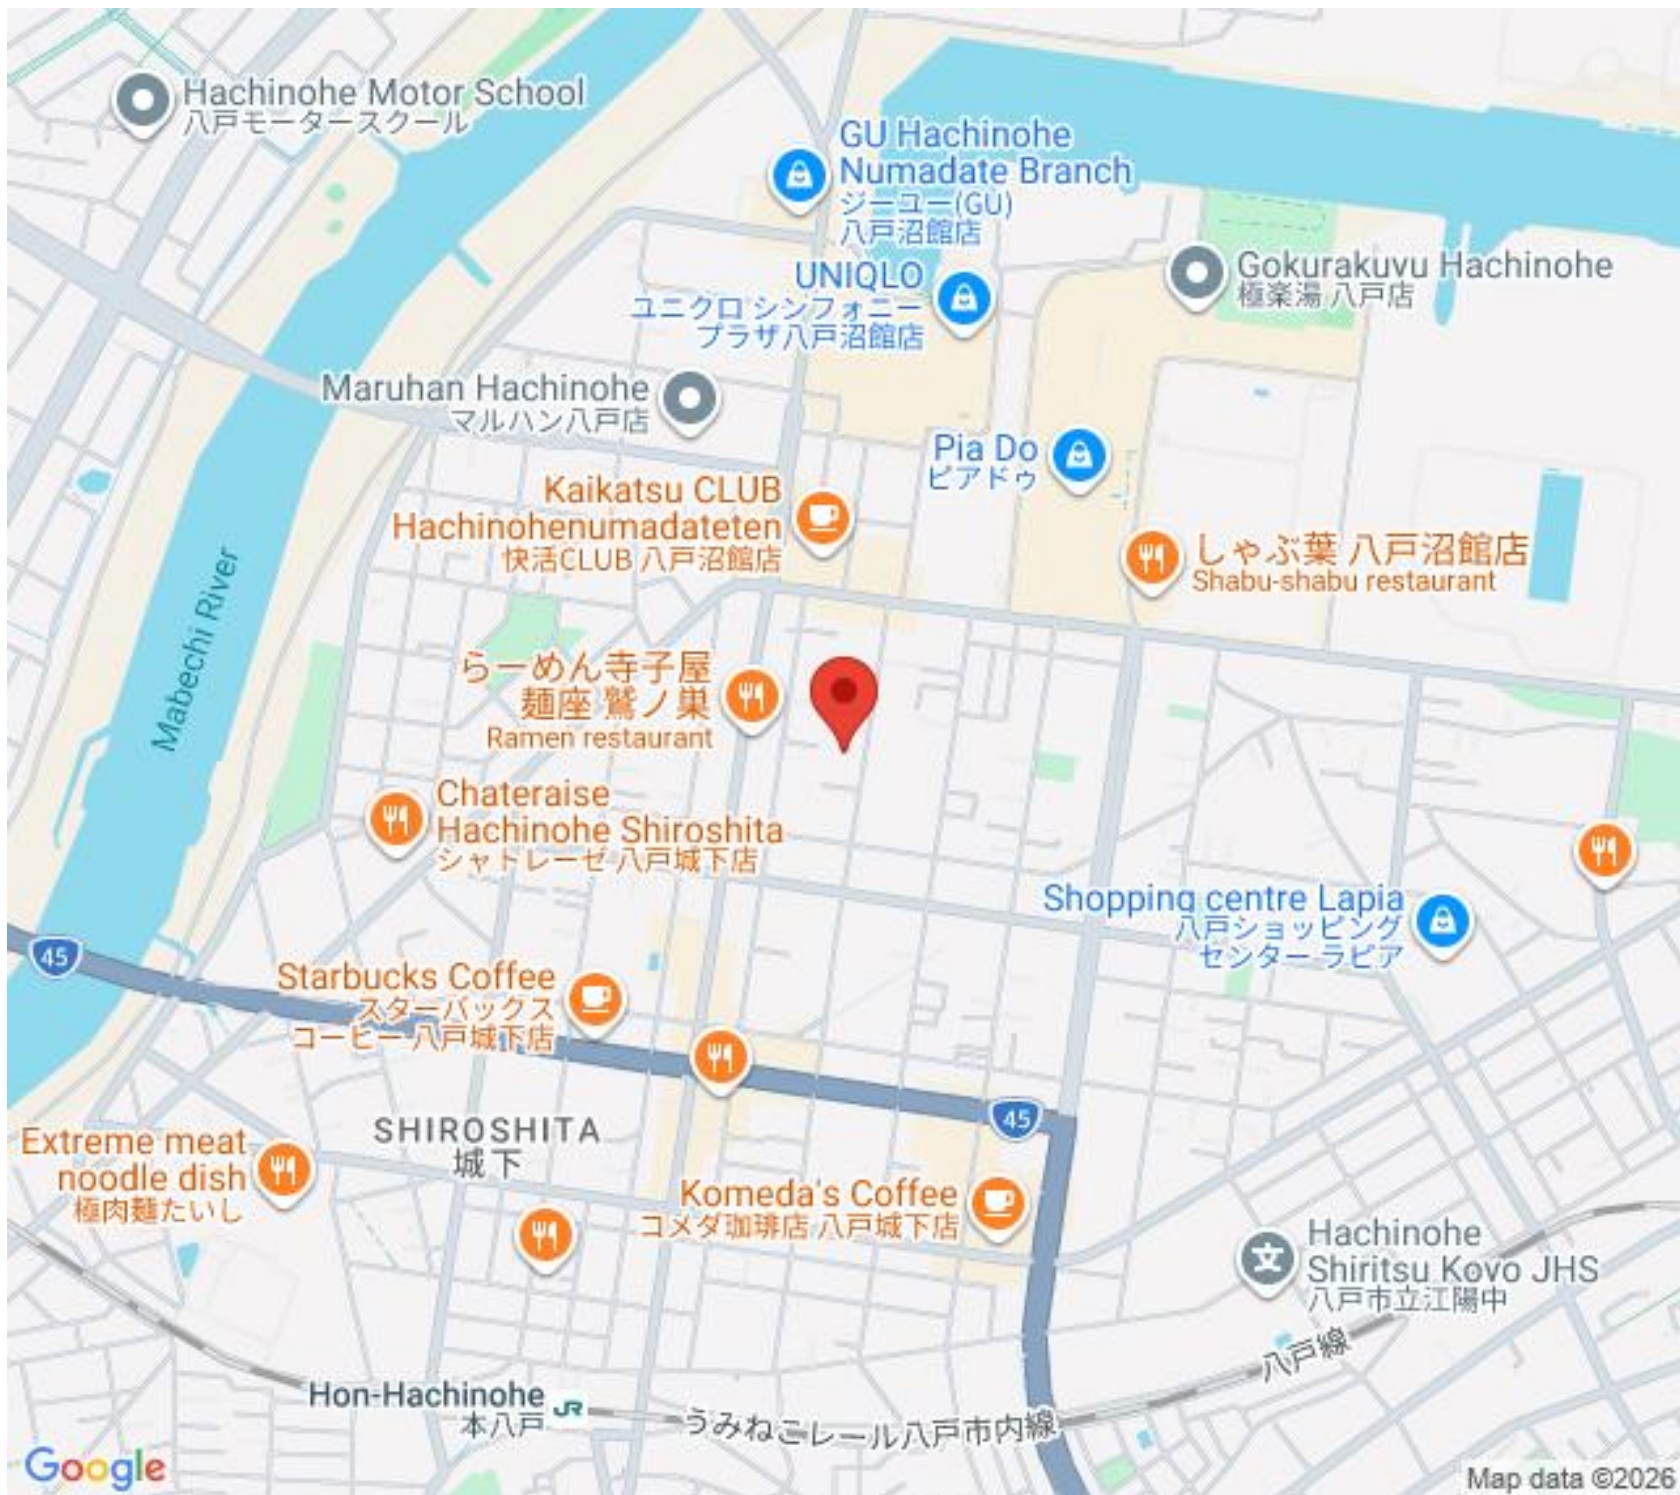 Hachinohe Motor School
八戸モータースクール
GU Hachinohe
Numadate Branch
ジーユー(GU)
八戸沼館店
UNIQLO
ユニクロ シンフォニー
プラザ八戸沼館店
Gokurakuyu Hachinohe
極楽湯 八戸店
Maruhan Hachinohe
マルハン八戸店
Pia Do
ピアドゥ
Kaikatsu CLUB
Hachinohenumadateten
快活CLUB 八戸沼館店
しゃぶ葉 八戸沼館店
Shabu-shabu restaurant
Mabechi River
らーめん寺子屋
麺座 鷲ノ巣
Ramen restaurant
Chateraise
Hachinohe Shiroshita
シャトレーゼ 八戸城下店
Shopping centre Lapia
八戸ショッピング
センター ラピア
45
Starbucks Coffee
スターバックス
コーヒー 八戸城下店
45
SHIROSHITA
城下
Extreme meat
noodle dish
極肉麺たいし
Komeda's Coffee
コメダ珈琲店 八戸城下店
文
Hachinohe
Shiritsu Koyo JHS
八戸市立江陽中
八戸線
Hon-Hachinohe
本八戸
JR
うみねこレール八戸市内線
Google
Map data ©2026